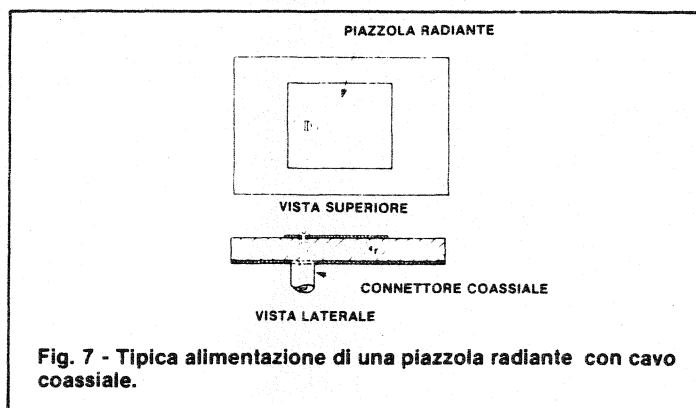 PIAZZOLA RADIANTE
VISTA SUPERIORE
εr
CONNETTORE COASSIALE
VISTA LATERALE
Fig. 7 - Tipica alimentazione di una piazzola radiante con cavo
coassiale.